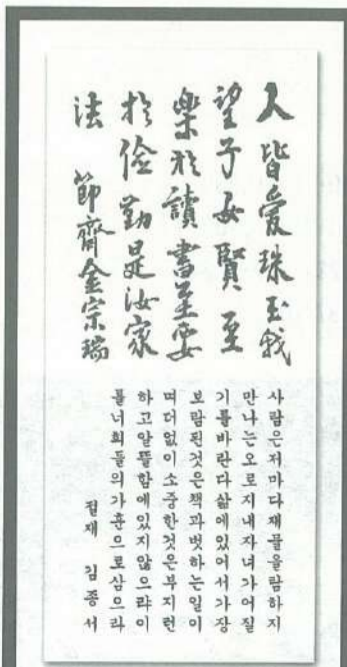 人皆愛珠玉我
望子女賢至
樂於讀書至要
於儉勤是汝家
法 節齊金宗瑞
사람은저마다재물을탐하지
만나는오로지내자녀가어질
기를바란다삶에있어서가장
보람된것은책과벗하는일이
며더없이소중한것은부지런
하고알뜰함에있지않으랴이
를너희들의가훈으로삼으라
절재 김종서